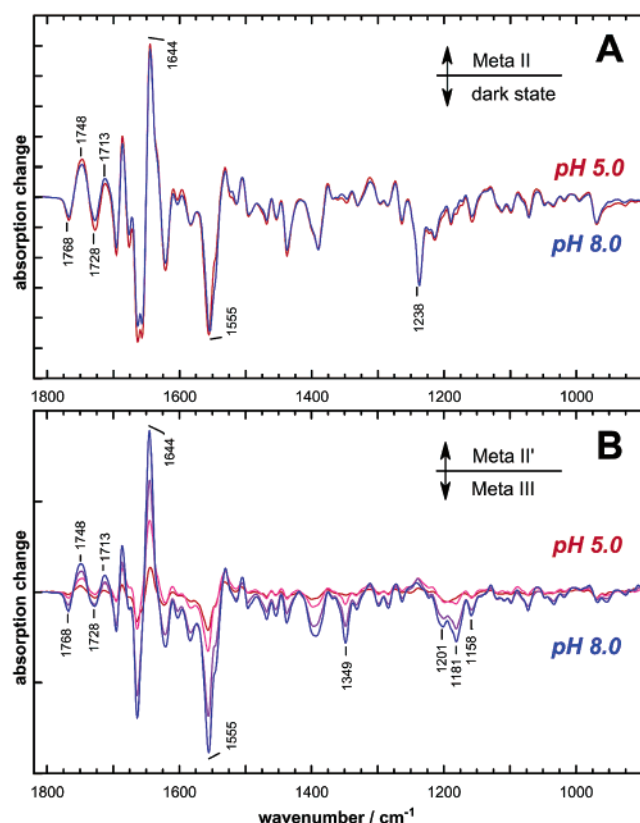 1644
Meta II
dark state
A
1748
1713
pH 5.0
absorption change
1768
1728
pH 8.0
1555
1238
1800 1600 1400 1200 1000
1644
Meta II'
Meta III
B
1748
1713
pH 5.0
absorption change
1768
1728
pH 8.0
1349
1201
1181
1158
1555
1800 1600 1400 1200 1000
wavenumber / cm⁻¹